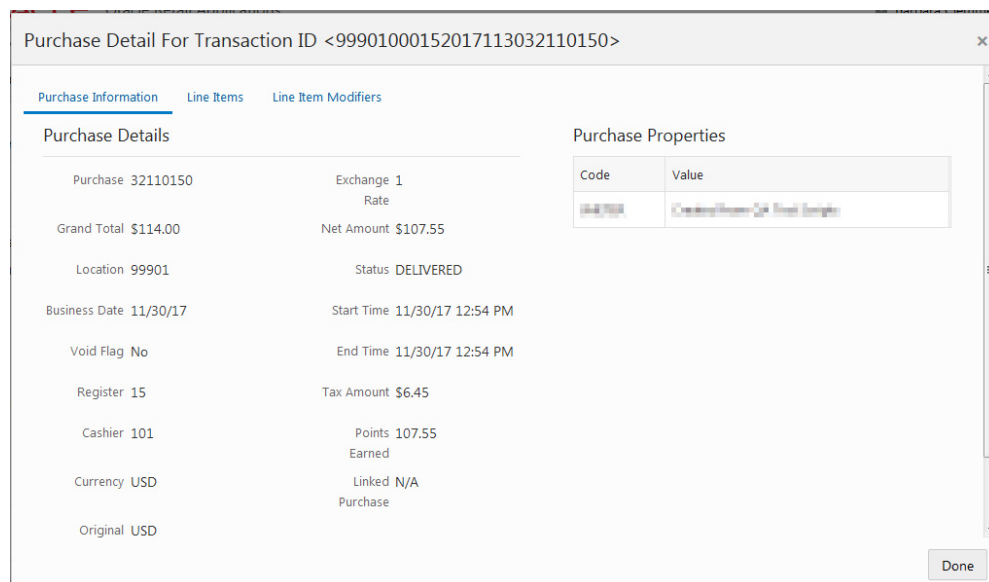 Purchase Detail For Transaction ID <99901000152017113032110150>
×
Purchase Information Line Items Line Item Modifiers
Purchase Details
Purchase 32110150
Exchange Rate 1
Grand Total $114.00
Net Amount $107.55
Location 99901
Status DELIVERED
Business Date 11/30/17
Start Time 11/30/17 12:54 PM
Void Flag No
End Time 11/30/17 12:54 PM
Register 15
Tax Amount $6.45
Cashier 101
Points Earned 107.55
Currency USD
Linked Purchase N/A
Original USD
Purchase Properties
Code Value
Done